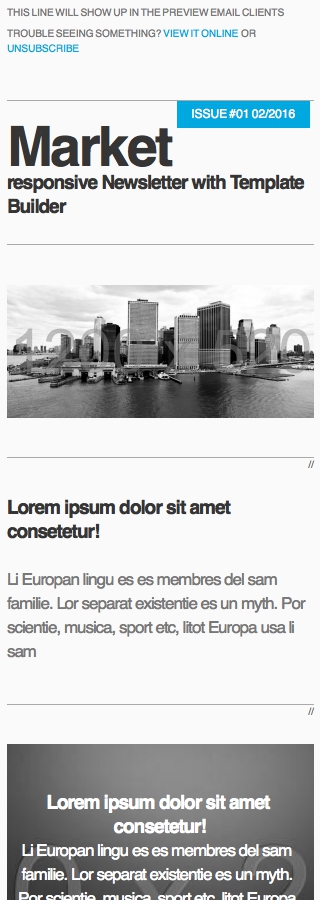 THIS LINE WILL SHOW UP IN THE PREVIEW EMAIL CLIENTS
TROUBLE SEEING SOMETHING? VIEW IT ONLINE OR
UNSUBSCRIBE
ISSUE #01 02/2016
Market
responsive Newsletter with Template
Builder
//
Lorem ipsum dolor sit amet
consetetur!
Li Europan lingu es es membres del sam
familie. Lor separat existentie es un myth. Por
scientie, musica, sport etc, litot Europa usa li
sam
//
Lorem ipsum dolor sit amet
consetetur!
Li Europan lingu es es membres del sam
familie. Lor separat existentie es un myth.
Por scientie, musica, sport etc, litot Europa